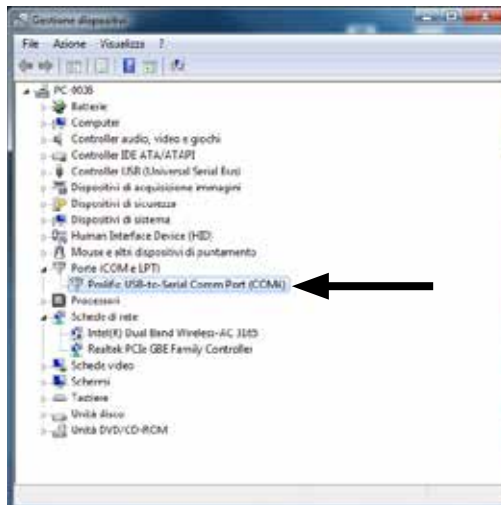 Gestione dispositivi
File Azione Visualizza ?
PC-0036
Batterie
Computer
Controller audio, video e giochi
Controller IDE ATA/ATAPI
Controller USB (Universal Serial Bus)
Dispositivi di acquisizione immagini
Dispositivi di sicurezza
Dispositivi di sistema
Human Interface Device (HID)
Mouse e altri dispositivi di puntamento
Porte (COM e LPT)
Prolific USB-to-Serial Comm Port
Processori
Schede di rete
Intel(R) Dual Band Wireless-AC 3165
Realtek PCIe GBE Family Controller
Schede video
Schermi
Tastiere
Unità disco
Unità DVD/CD-ROM